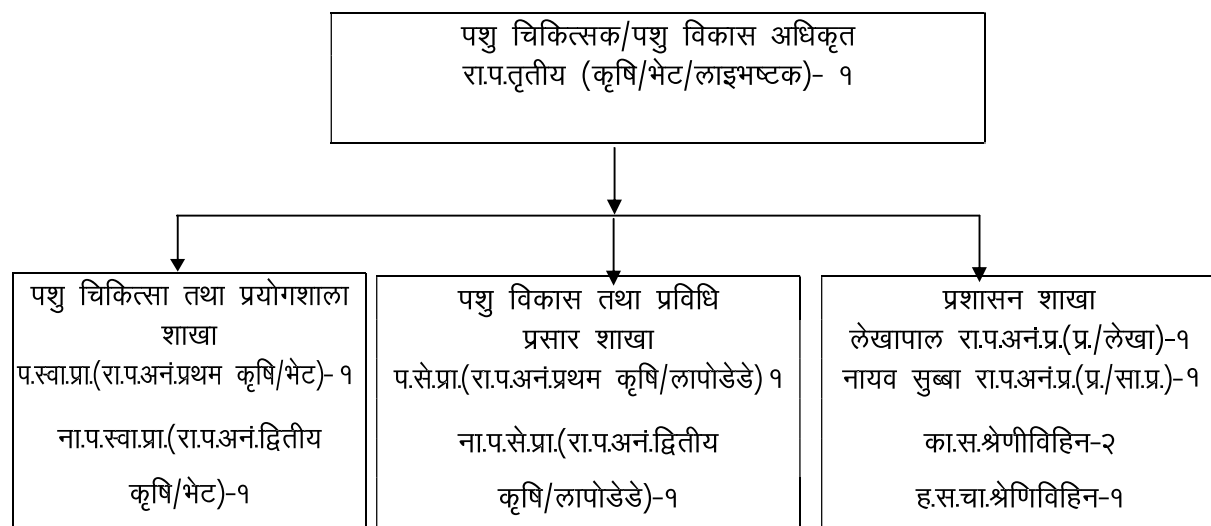 पशु चिकित्सक/पशु विकास अधिकृत
रा.प.तृतीय (कृषि/भेट/लाइभष्टक)- १
पशु चिकित्सा तथा प्रयोगशाला
शाखा
प.स्वा.प्रा.(रा.प.अनं.प्रथम कृषि/भेट)- १
ना.प.स्वा.प्रा.(रा.प.अनं.द्वितीय
कृषि/भेट)-१
पशु विकास तथा प्रविधि
प्रसार शाखा
प.से.प्रा.(रा.प.अनं.प्रथम कृषि/लापोडेडे) १
ना.प.से.प्रा.(रा.प.अनं.द्वितीय
कृषि/लापोडेडे)-१
प्रशासन शाखा
लेखापाल रा.प.अनं.प्र.(प्र./लेखा)-१
नायव सुब्बा रा.प.अनं.प्र.(प्र./सा.प्र.)-१
का.स.श्रेणीविहिन-२
ह.स.चा.श्रेणिविहिन-१